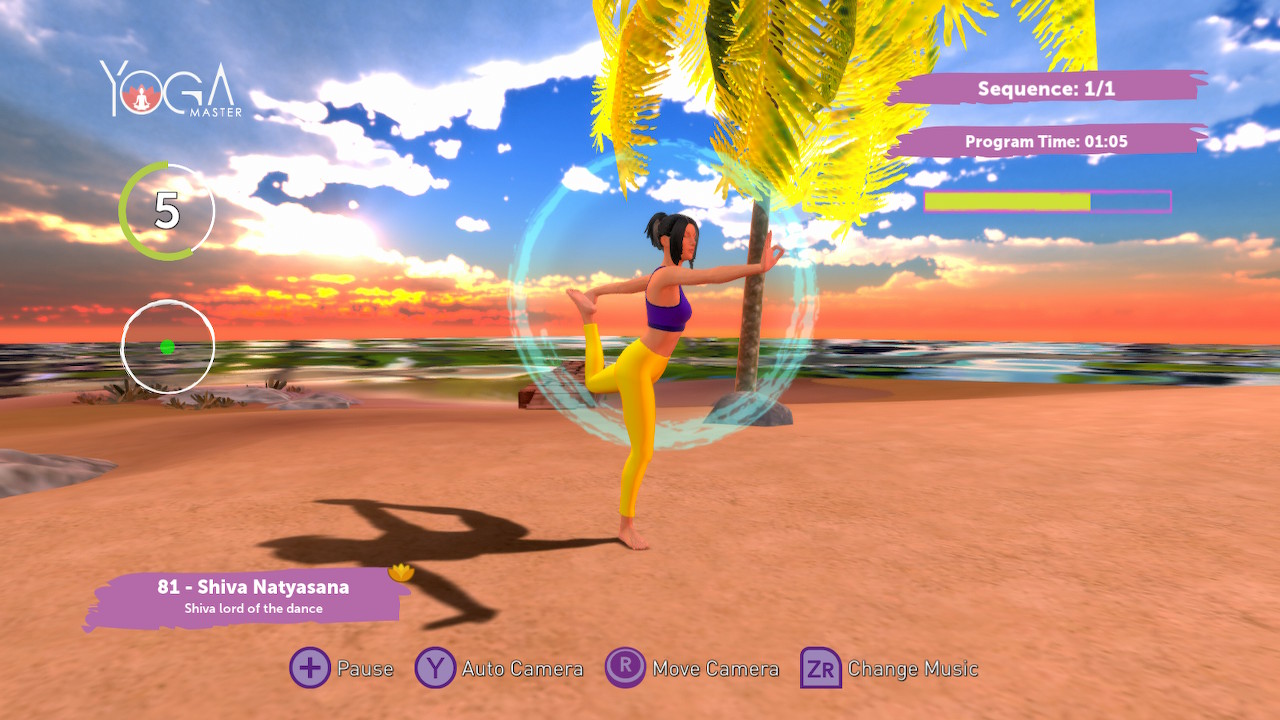 YOGA
MASTER
Sequence: 1/1
Program Time: 01:05
5
81 - Shiva Natyasana
Shiva lord of the dance
+ Pause
Y Auto Camera
R Move Camera
ZR Change Music